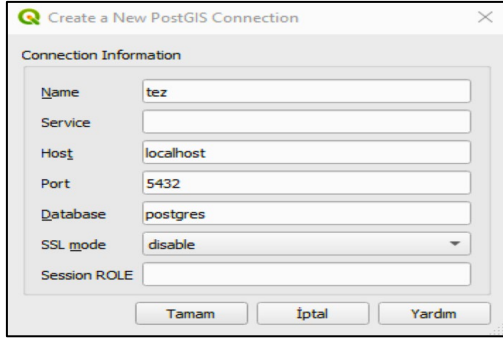 Create a New PostGIS Connection
Connection Information
Name tez
Service
Host localhost
Port 5432
Database postgres
SSL mode disable
Session ROLE
Tamam İptal Yardım